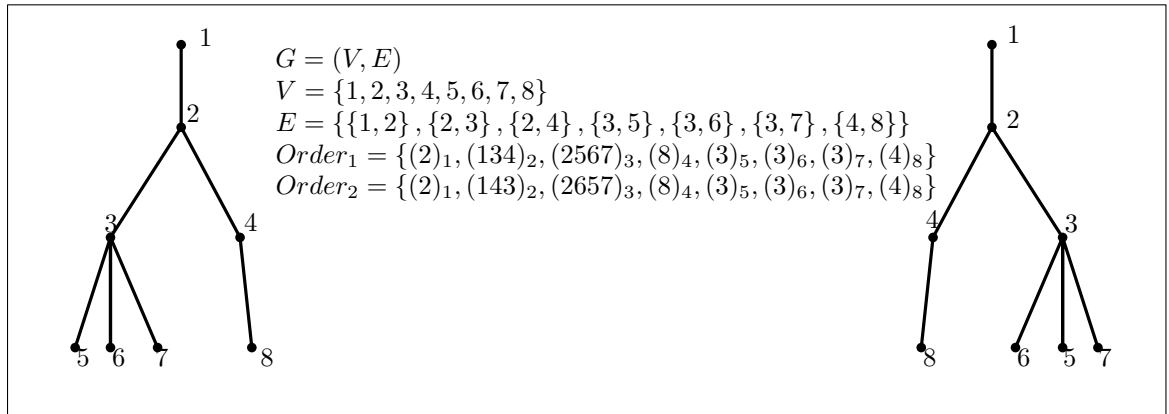 1
G = (V, E)
V = {1, 2, 3, 4, 5, 6, 7, 8}
E = {{1, 2} , {2, 3} , {2, 4} , {3, 5} , {3, 6} , {3, 7} , {4, 8}}
Order₁ = {(2)₁, (134)₂, (2567)₃, (8)₄, (3)₅, (3)₆, (3)₇, (4)₈}
Order₂ = {(2)₁, (143)₂, (2657)₃, (8)₄, (3)₅, (3)₆, (3)₇, (4)₈}
2
3 4
5 6 7 8
1
2
4 3
8 6 5 7